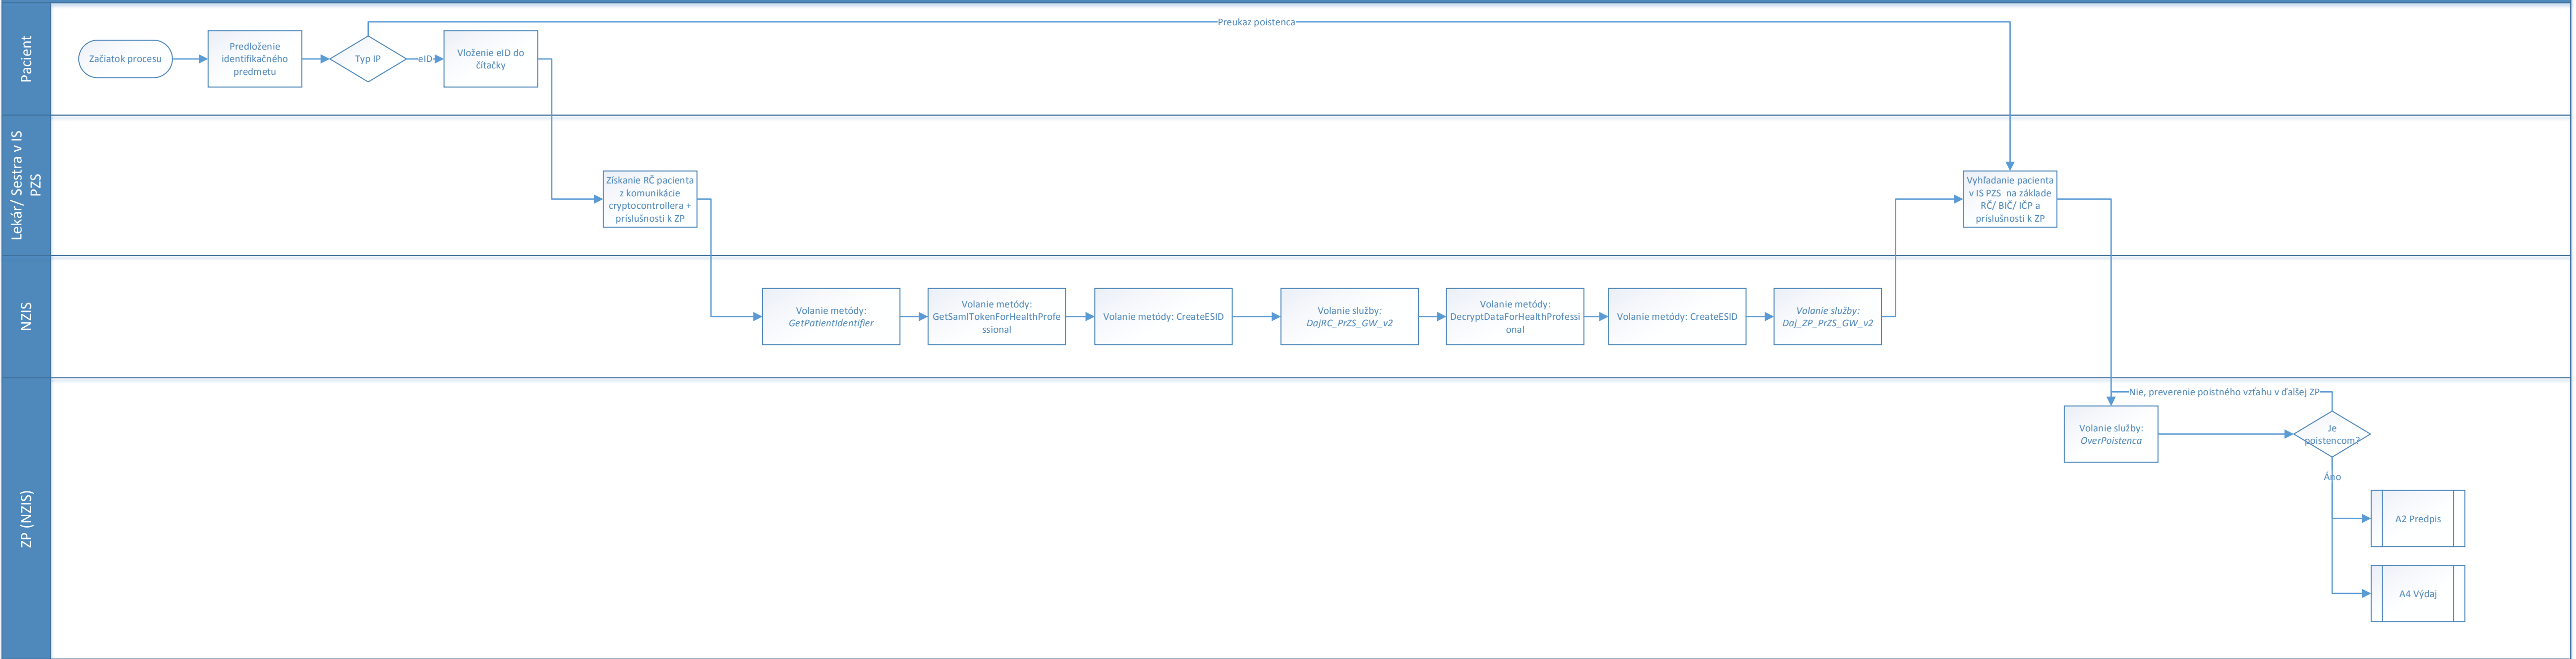 Pacient
Preukaz poistenca
Začiatok procesu
Predloženie
identifikačného
predmetu
Typ IP
eID
Vloženie eID do
čítačky
Lekár/ Sestra v IS
PZS
Získanie RČ pacienta
z komunikácie
cryptocontrollera +
príslušnosti k ZP
Vyhľadanie pacienta
v IS PZS na základe
RČ/ BIČ/ IČP a
príslušnosti k ZP
NZIS
Volanie metódy:
GetPatientIdentifier
Volanie metódy:
GetSamlTokenForHealthProfe
ssional
Volanie metódy: CreateESID
Volanie služby:
DajRC_PrZS_GW_v2
Volanie metódy:
DecryptDataForHealthProfessi
onal
Volanie metódy: CreateESID
Volanie služby:
Daj_ZP_PrZS_GW_v2
ZP (NZIS)
Nie, preverenie poistného vzťahu v ďalšej ZP
Volanie služby:
OverPoistenca
Je
poistencom?
Áno
A2 Predpis
A4 Výdaj